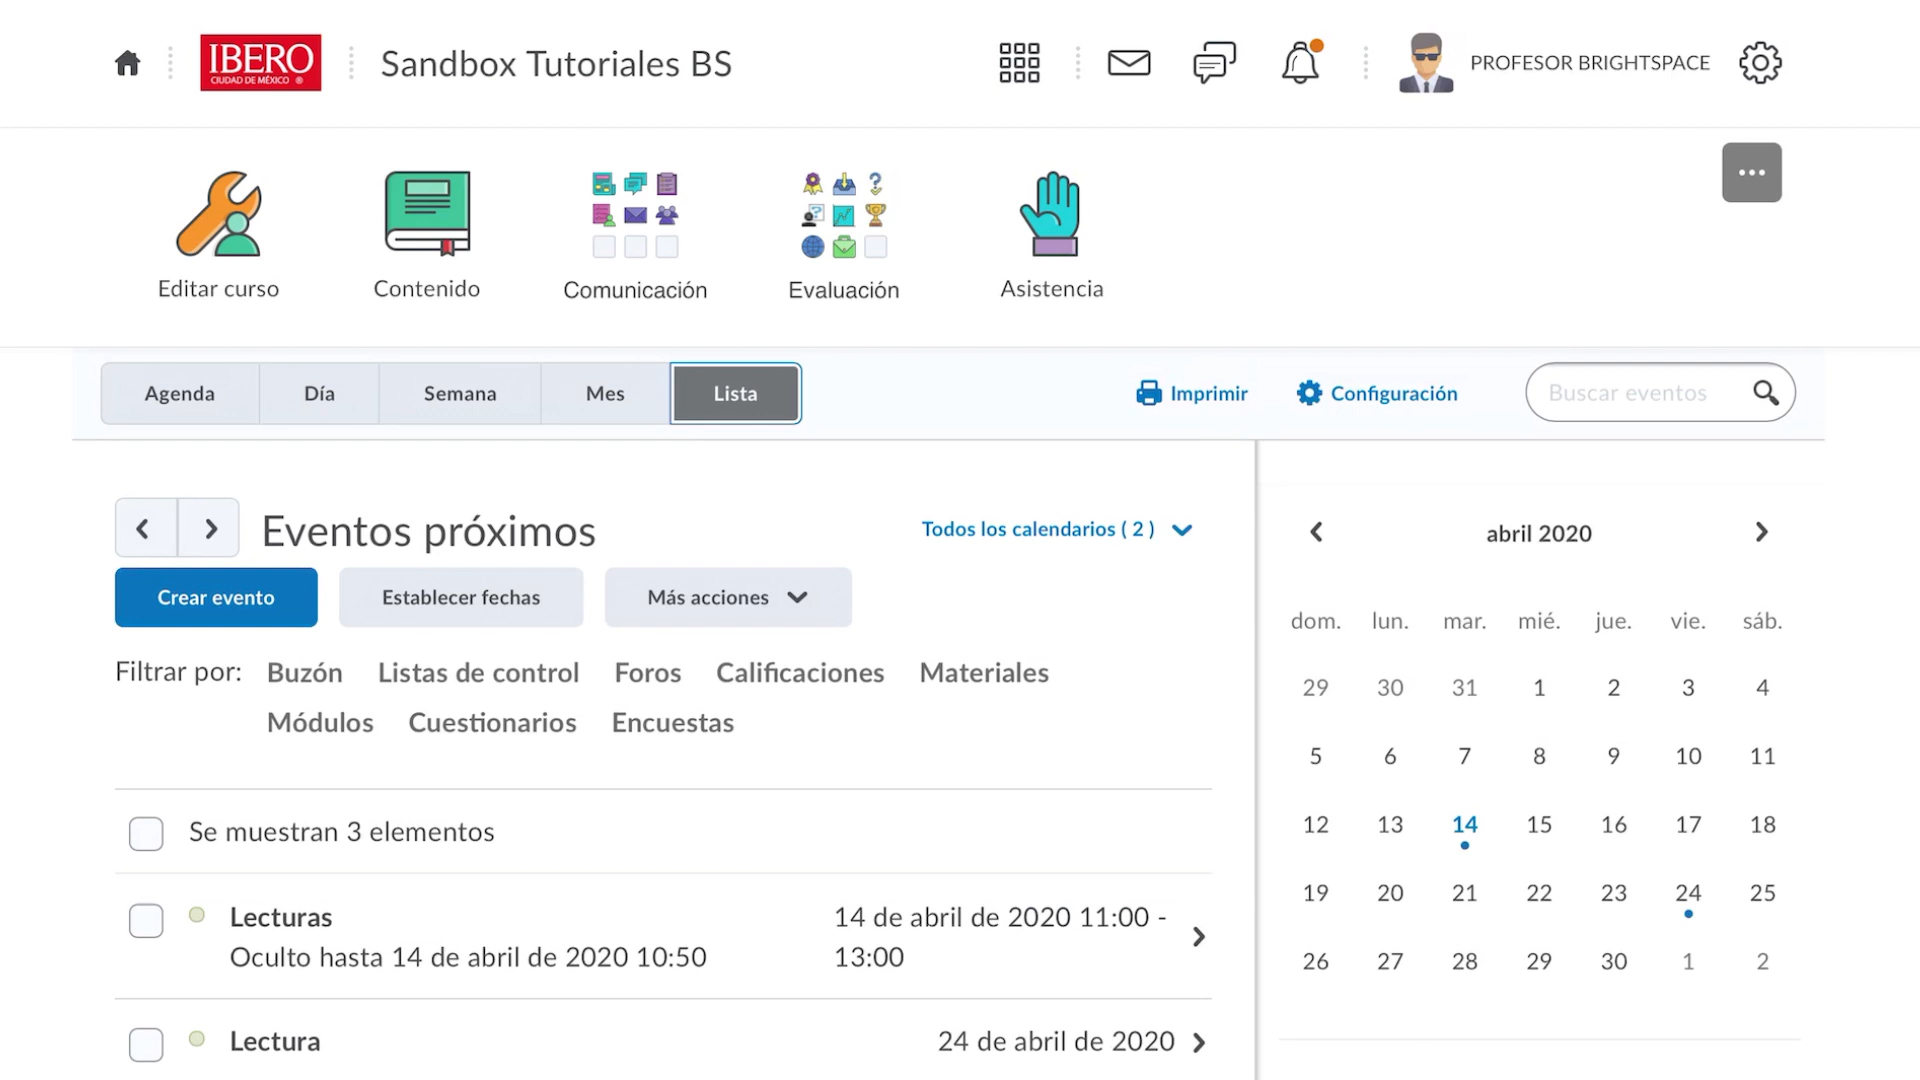 IBERO
CIUDAD DE MÉXICO ®
Sandbox Tutoriales BS
PROFESOR BRIGHTSPACE
Editar curso
Contenido
Comunicación
Evaluación
Asistencia
Agenda
Día
Semana
Mes
Lista
Imprimir
Configuración
Buscar eventos
Eventos próximos
Todos los calendarios ( 2 )
Crear evento
Establecer fechas
Más acciones
Filtrar por: Buzón Listas de control Foros Calificaciones Materiales
Módulos Cuestionarios Encuestas
Se muestran 3 elementos
Lecturas
Oculto hasta 14 de abril de 2020 10:50
14 de abril de 2020 11:00 -
13:00
Lectura
24 de abril de 2020
abril 2020
dom. lun. mar. mié. jue. vie. sáb.
29 30 31 1 2 3 4
5 6 7 8 9 10 11
12 13 14 15 16 17 18
19 20 21 22 23 24 25
26 27 28 29 30 1 2